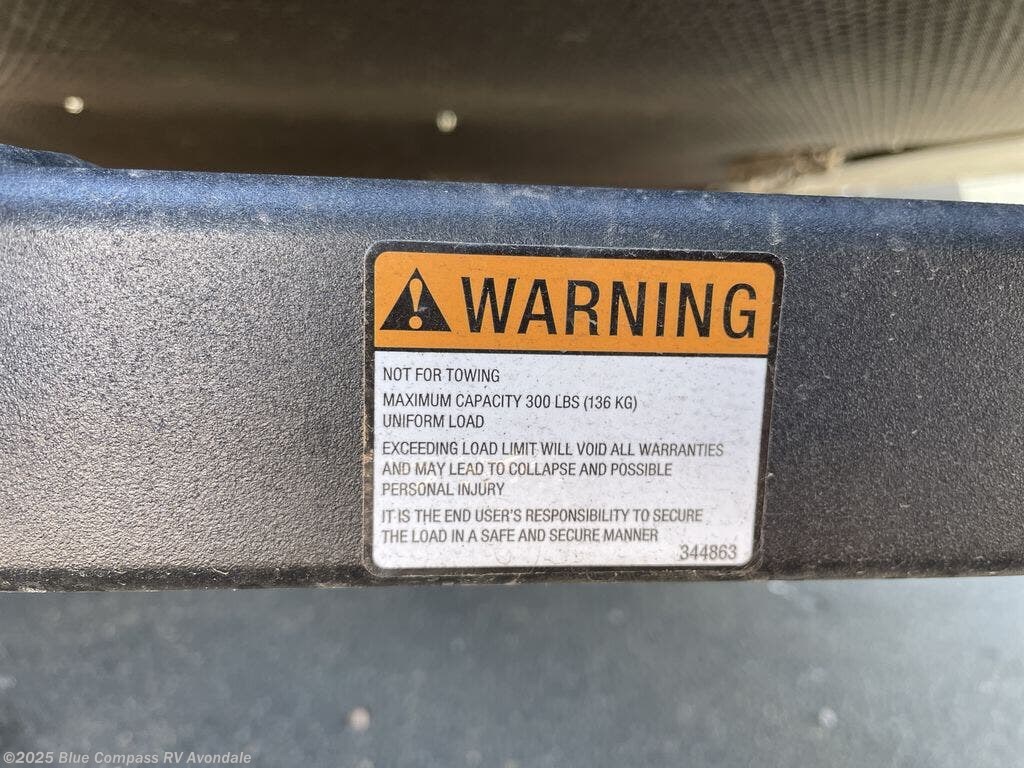 WARNING
NOT FOR TOWING
MAXIMUM CAPACITY 300 LBS (136 KG)
UNIFORM LOAD
EXCEEDING LOAD LIMIT WILL VOID ALL WARRANTIES
AND MAY LEAD TO COLLAPSE AND POSSIBLE
PERSONAL INJURY
IT IS THE END USER'S RESPONSIBILITY TO SECURE
THE LOAD IN A SAFE AND SECURE MANNER
344863
©2025 Blue Compass RV Avondale